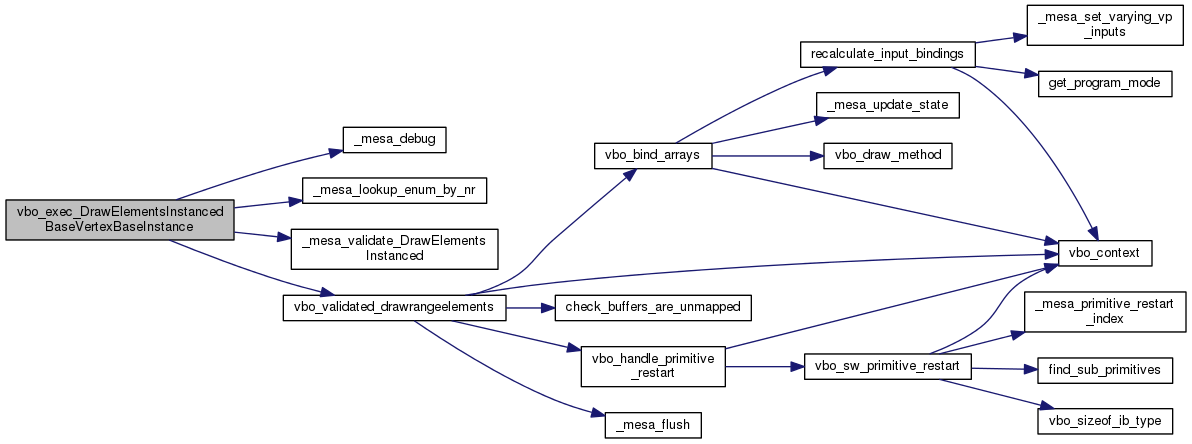 vbo_exec_DrawElementsInstanced
BaseVertexBaseInstance
_mesa_debug
_mesa_lookup_enum_by_nr
_mesa_validate_DrawElements
Instanced
vbo_validated_drawrangeelements
vbo_bind_arrays
check_buffers_are_unmapped
vbo_handle_primitive
_restart
_mesa_flush
recalculate_input_bindings
_mesa_update_state
vbo_draw_method
vbo_sw_primitive_restart
_mesa_set_varying_vp
_inputs
get_program_mode
vbo_context
_mesa_primitive_restart
_index
find_sub_primitives
vbo_sizeof_ib_type